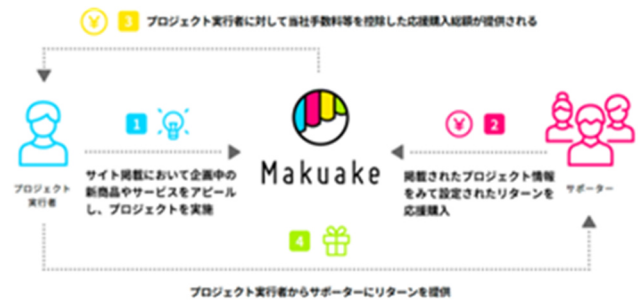 ¥ 3 プロジェクト実行者に対して当社手数料等を控除した応援購入総額が提供される
1
¥ 2
Makuake
プロジェクト
実行者
サイト掲載において企画中の
新商品やサービスをアピール
し、プロジェクトを実施
掲載されたプロジェクト情報
をみて設定されたリターンを
応援購入
サポーター
4
プロジェクト実行者からサポーターにリターンを提供